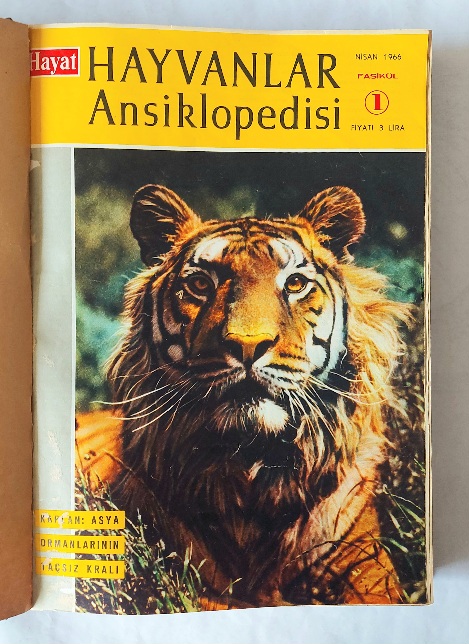 Hayat
HAYVANLAR
Ansiklopedisi
NİSAN 1966
FASİKÜL
1
FİYATI 3 LİRA
KAPLAN: ASYA
ORMANLARININ
TAÇSIZ KRALI